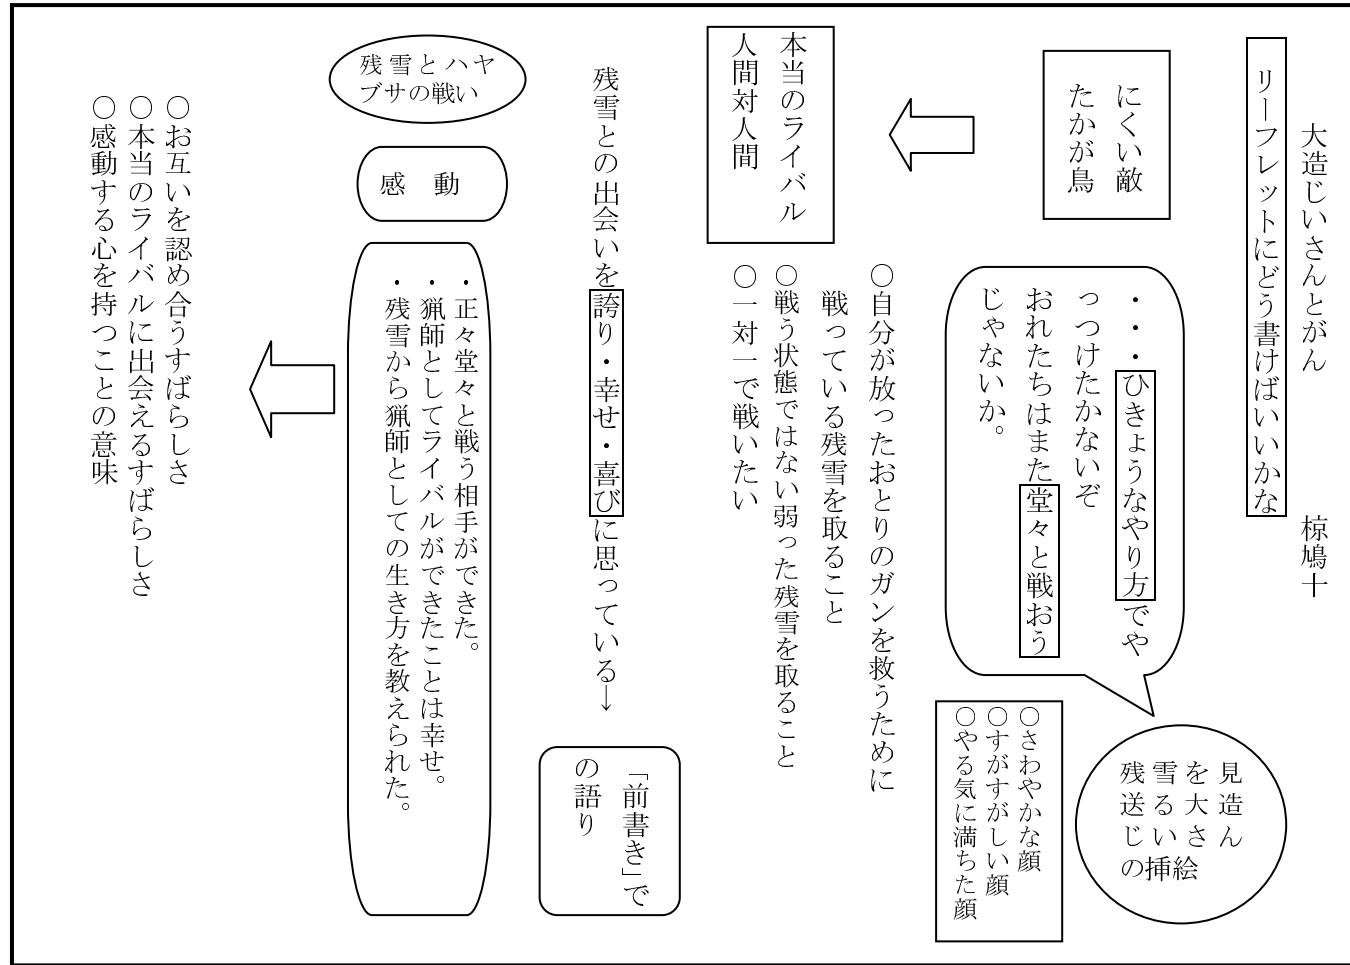 大造じいさんとがん　　　椋鳩十
リーフレットにどう書けばいいかな
にくい敵
たかが鳥
・・・ひきょうなやり方でや
っつけたかないぞ
おれたちはまた堂々と戦おう
じゃないか。
残雪を見
送る大造
じいさん
の挿絵
○さわやかな顔
○すがすがしい顔
○やる気に満ちた顔
本当のライバル
人間対人間
○自分が放ったおとりのガンを救うために
戦っている残雪を取ること
○戦う状態ではない弱った残雪を取ること
○一対一で戦いたい
残雪との出会いを誇り・幸せ・喜びに思っている→
「前書き」で
の語り
残雪とハヤ
ブサの戦い
感　動
・正々堂々と戦う相手ができた。
・猟師としてライバルができたことは幸せ。
・残雪から猟師としての生き方を教えられた。
○お互いを認め合うすばらしさ
○本当のライバルに出会えるすばらしさ
○感動する心を持つことの意味